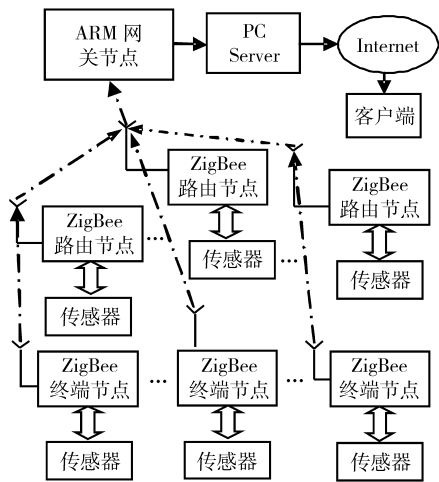 ARM 网
关节点
PC
Server
Internet
客户端
ZigBee
路由节点
ZigBee
路由节点
ZigBee
路由节点
...
传感器
...
传感器
传感器
ZigBee
终端节点
...
ZigBee
终端节点
...
ZigBee
终端节点
传感器
传感器
传感器